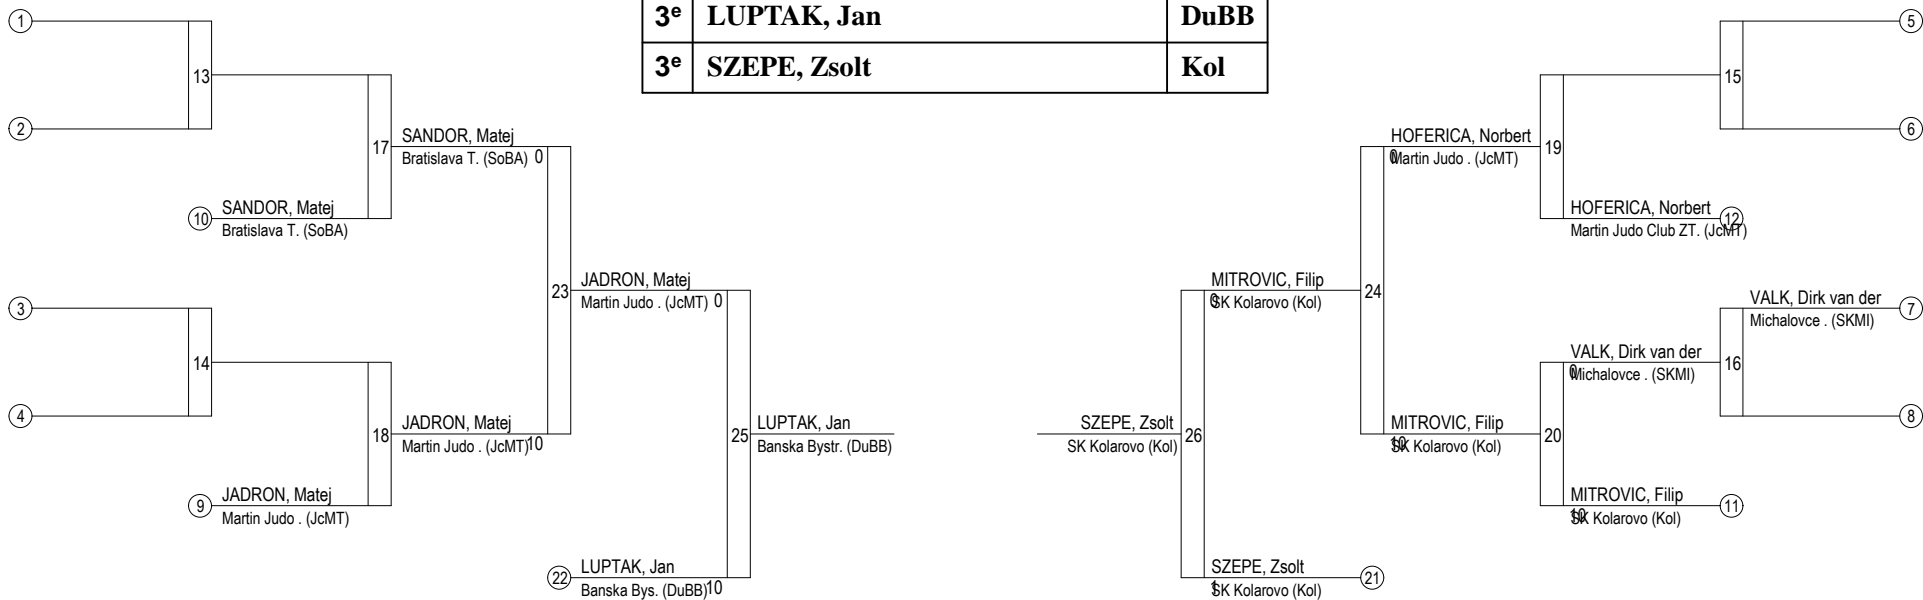 3e LUPTAK, Jan DuBB
3e SZEPE, Zsolt Kol
1
13
2
17
SANDOR, Matej
Bratislava T. (SoBA) 0
10 SANDOR, Matej
Bratislava T. (SoBA)
3
14
4
18
JADRON, Matej
Martin Judo . (JcMT) 10
9 JADRON, Matej
Martin Judo . (JcMT)
23
JADRON, Matej
Martin Judo . (JcMT) 0
22 LUPTAK, Jan
Banska Bys. (DuBB) 10
25
LUPTAK, Jan
Banska Bystr. (DuBB)
5
15
6
19
HOFERICA, Norbert
0 Martin Judo . (JcMT)
HOFERICA, Norbert 12
Martin Judo Club ZT. (JcMT)
24
MITROVIC, Filip
0 SK Kolarovo (Kol)
VALK, Dirk van der 7
Michalovce . (SKMI)
16
8
VALK, Dirk van der
0 Michalovce . (SKMI)
20
MITROVIC, Filip
10 SK Kolarovo (Kol)
MITROVIC, Filip 11
10 SK Kolarovo (Kol)
26
SZEPE, Zsolt
SK Kolarovo (Kol)
SZEPE, Zsolt 21
1 SK Kolarovo (Kol)